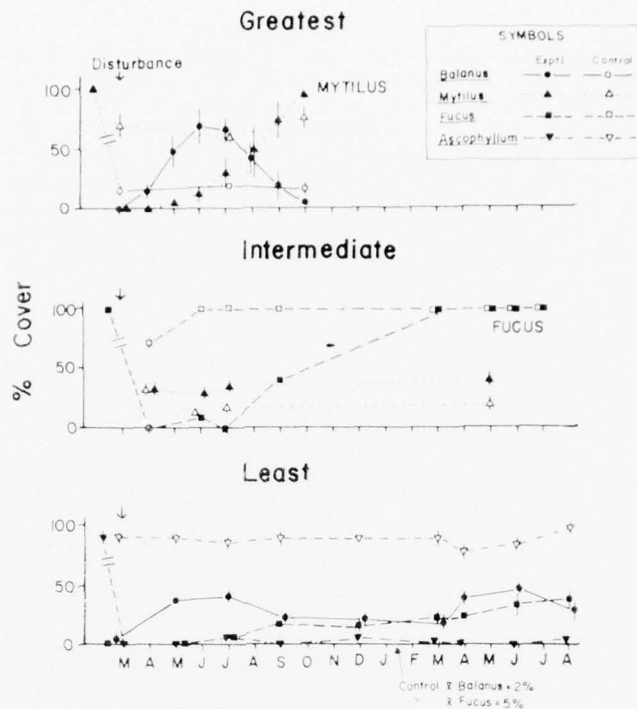 Greatest
SYMBOLS
Exptl Control
Balanus
Mytilus
Fucus
Ascophyllum
Disturbance
MYTILUS
100
50
0
Intermediate
% Cover
100
50
0
FUCUS
Least
100
50
0
M A M J J A S O N D J F M A M J J A
Control x̄ Balanus = 2%
" x̄ Fucus = 5%